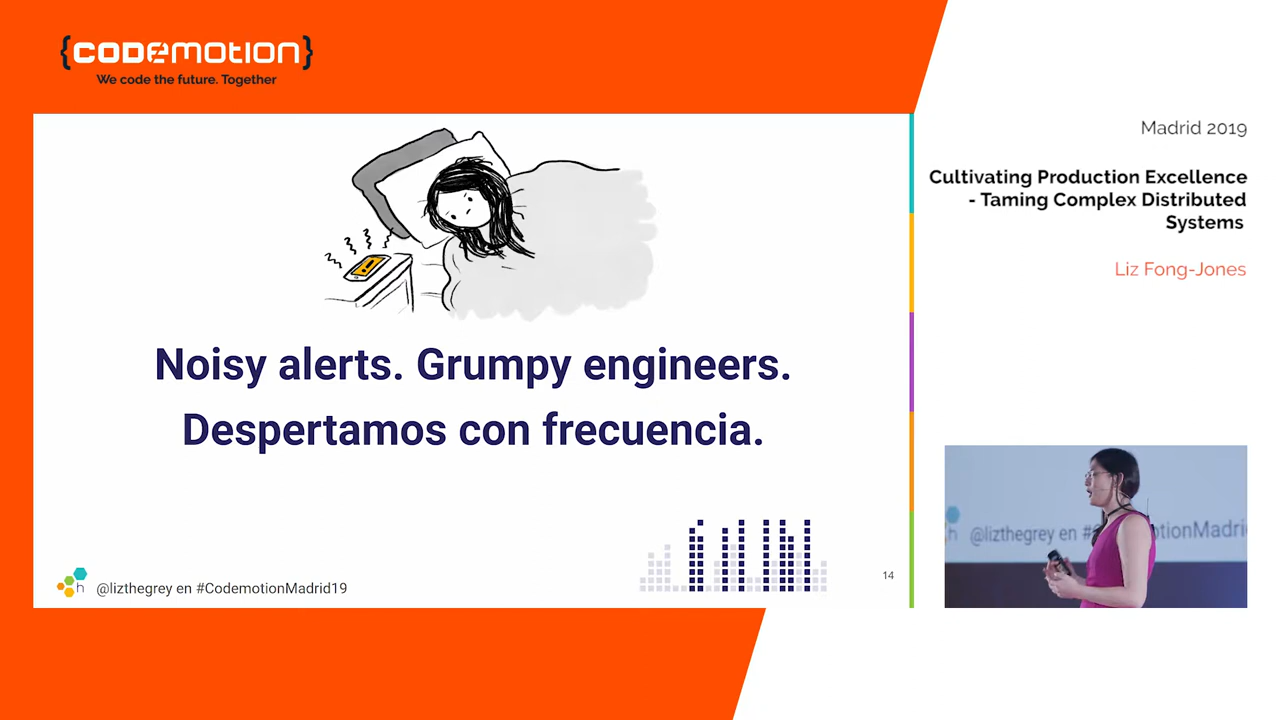 {CODEMOTION}
We code the future. Together
Madrid 2019
Cultivating Production Excellence
- Taming Complex Distributed
Systems
Liz Fong-Jones
Noisy alerts. Grumpy engineers.
Despertamos con frecuencia.
h @lizthegrey en #CodemotionMadrid19
14
h @lizthegrey en # otionMadri